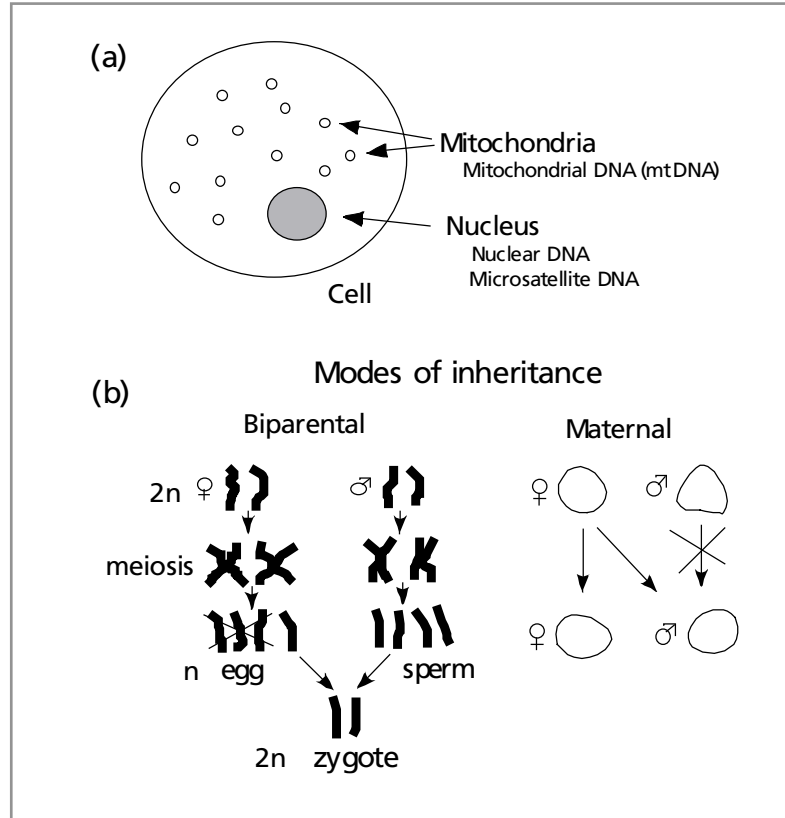 (a)
Mitochondria
Mitochondrial DNA (mtDNA)
Nucleus
Nuclear DNA
Microsatellite DNA
Cell
Modes of inheritance
(b)
Biparental
Maternal
2n ♀ ♂ ♀ ♂
meiosis
♀ ♂
n egg sperm
2n zygote